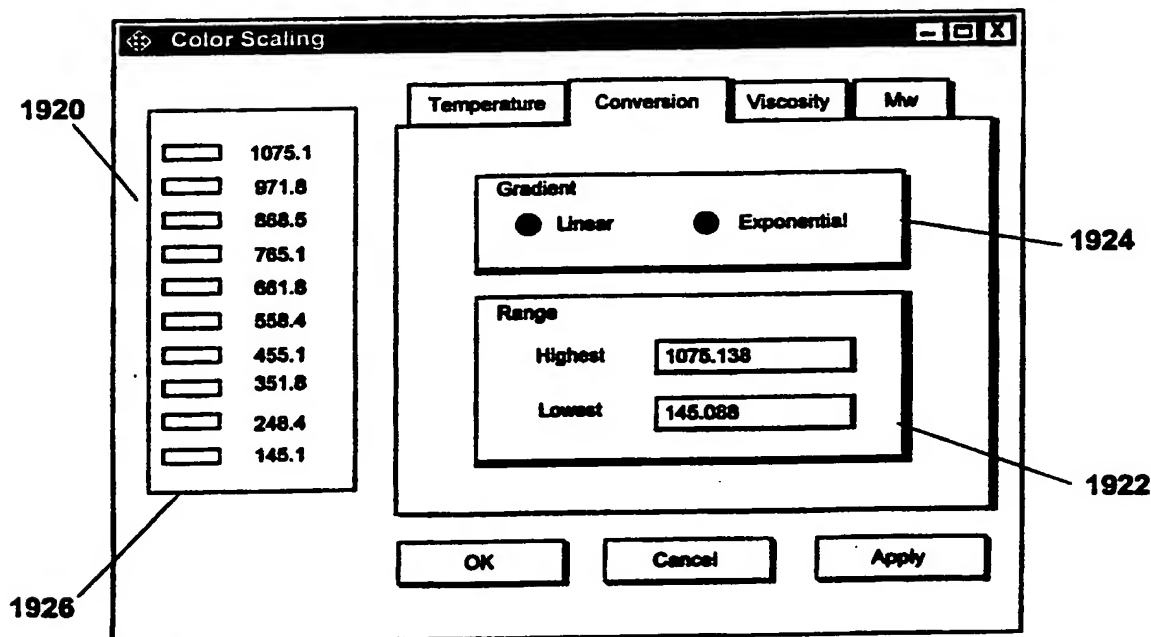 Color Scaling
1920
1075.1
971.8
868.5
765.1
661.8
558.4
455.1
351.8
248.4
145.1
1926
Temperature Conversion Viscosity Mw
Gradient
Linear Exponential
1924
Range
Highest 1075.138
Lowest 145.088
1922
OK Cancel Apply